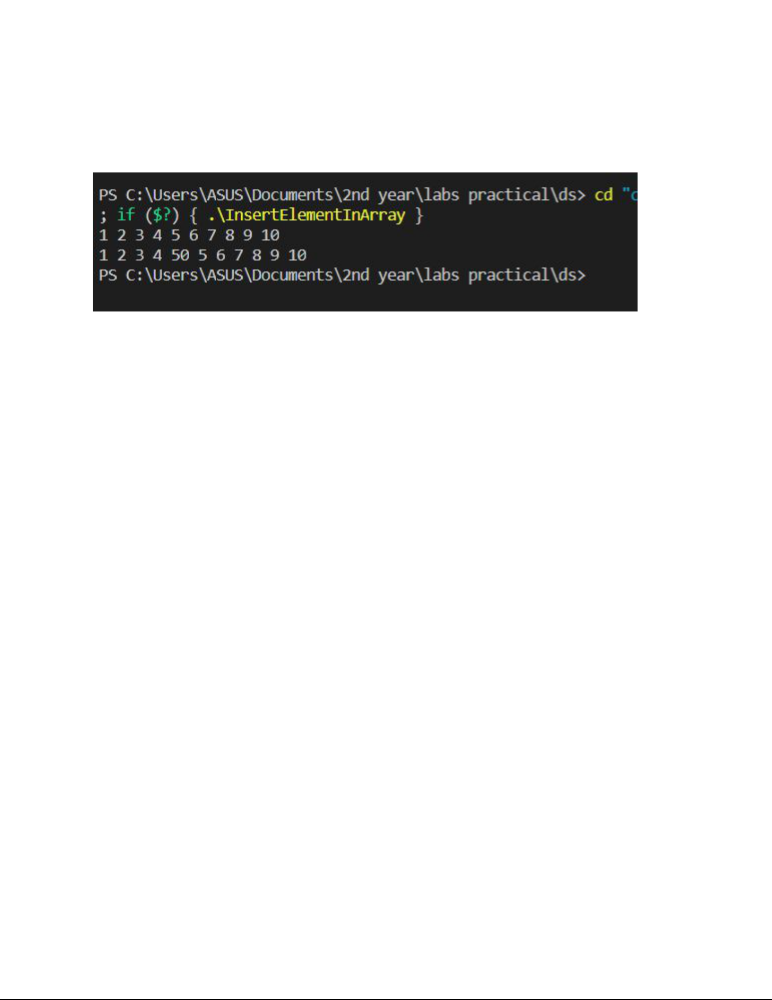 PS C:\Users\ASUS\Documents\2nd year\labs practical\ds> cd "c
; if ($?) { .\InsertElementInArray }
1 2 3 4 5 6 7 8 9 10
1 2 3 4 50 5 6 7 8 9 10
PS C:\Users\ASUS\Documents\2nd year\labs practical\ds>